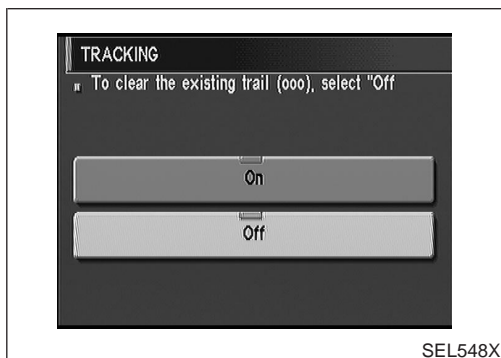 TRACKING
To clear the existing trail (ooo), select "Off
On
Off
SEL548X